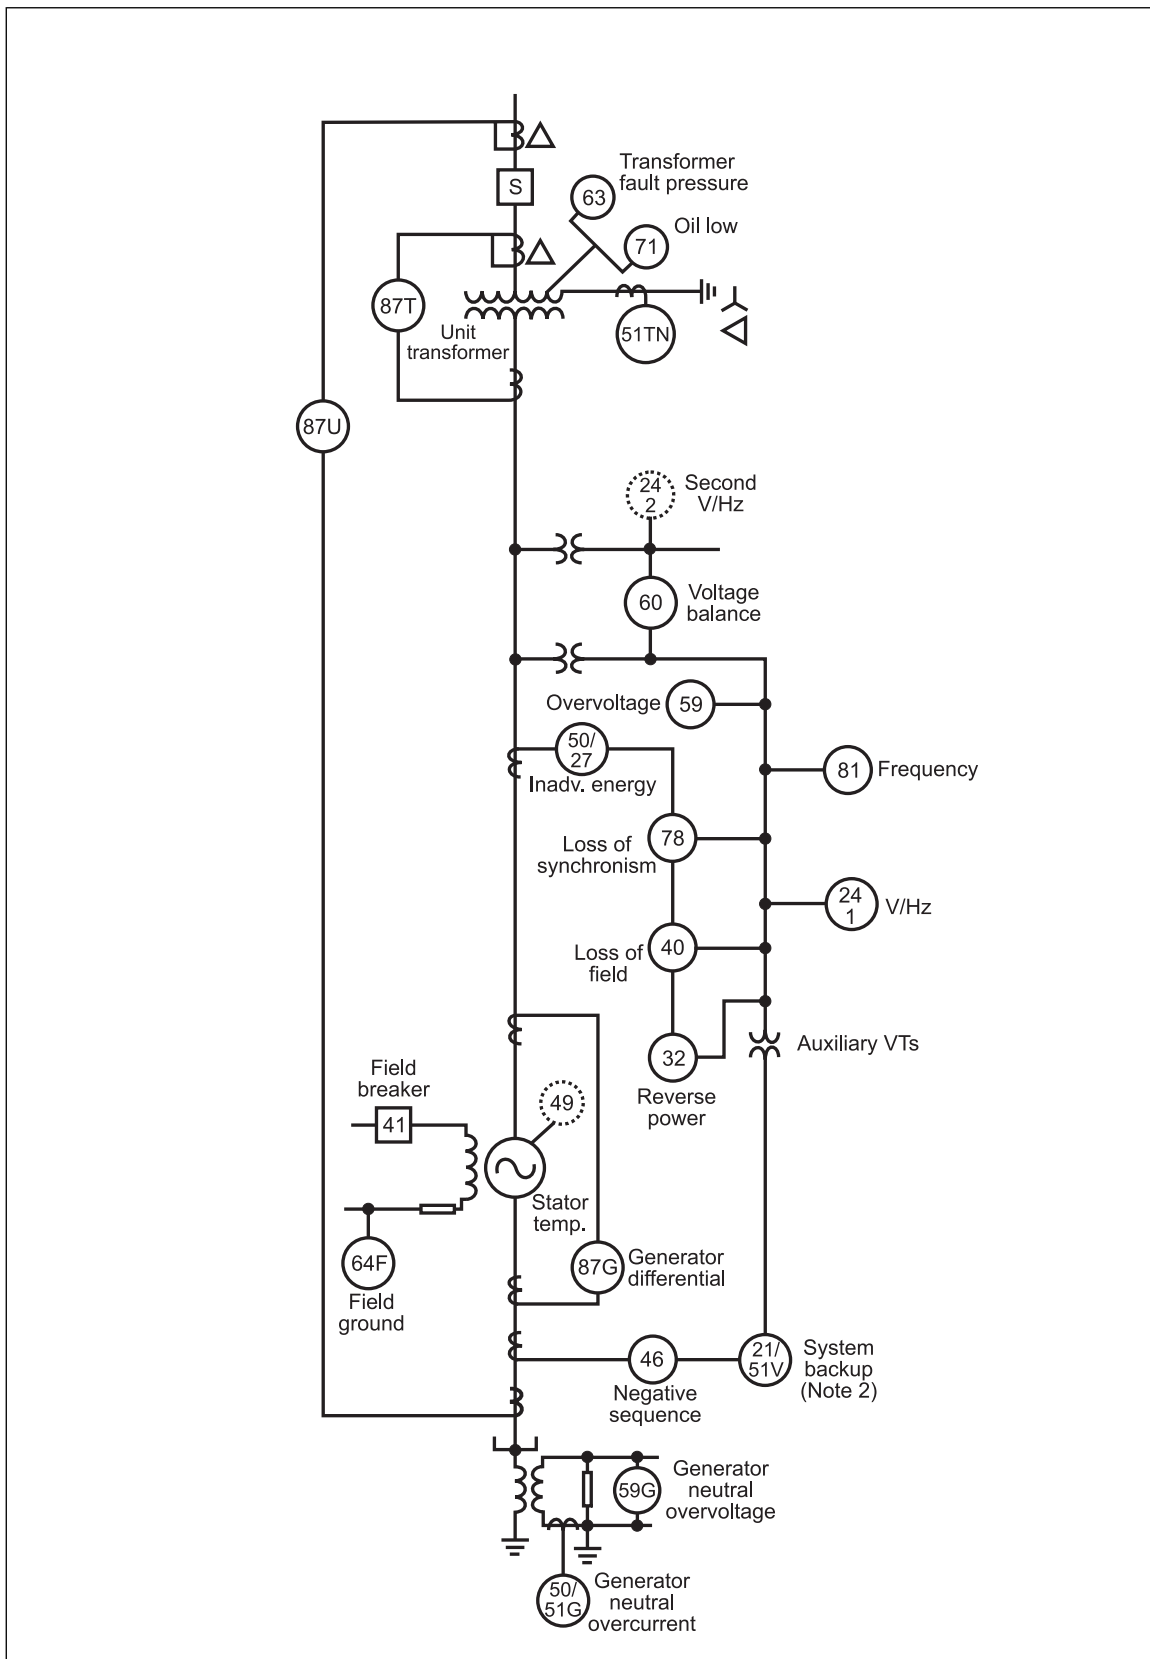 S
Transformer
fault pressure
63
Oil low
71
87T
Unit
transformer
51TN
87U
24
2
Second
V/Hz
60
Voltage
balance
Overvoltage
59
50/
27
Inadv. energy
81
Frequency
78
Loss of
synchronism
24
1
V/Hz
40
Loss of
field
32
Reverse
power
Auxiliary VTs
Field
breaker
41
49
Stator
temp.
64F
Field
ground
87G
Generator
differential
46
Negative
sequence
21/
51V
System
backup
(Note 2)
59G
Generator
neutral
overvoltage
50/
51G
Generator
neutral
overcurrent